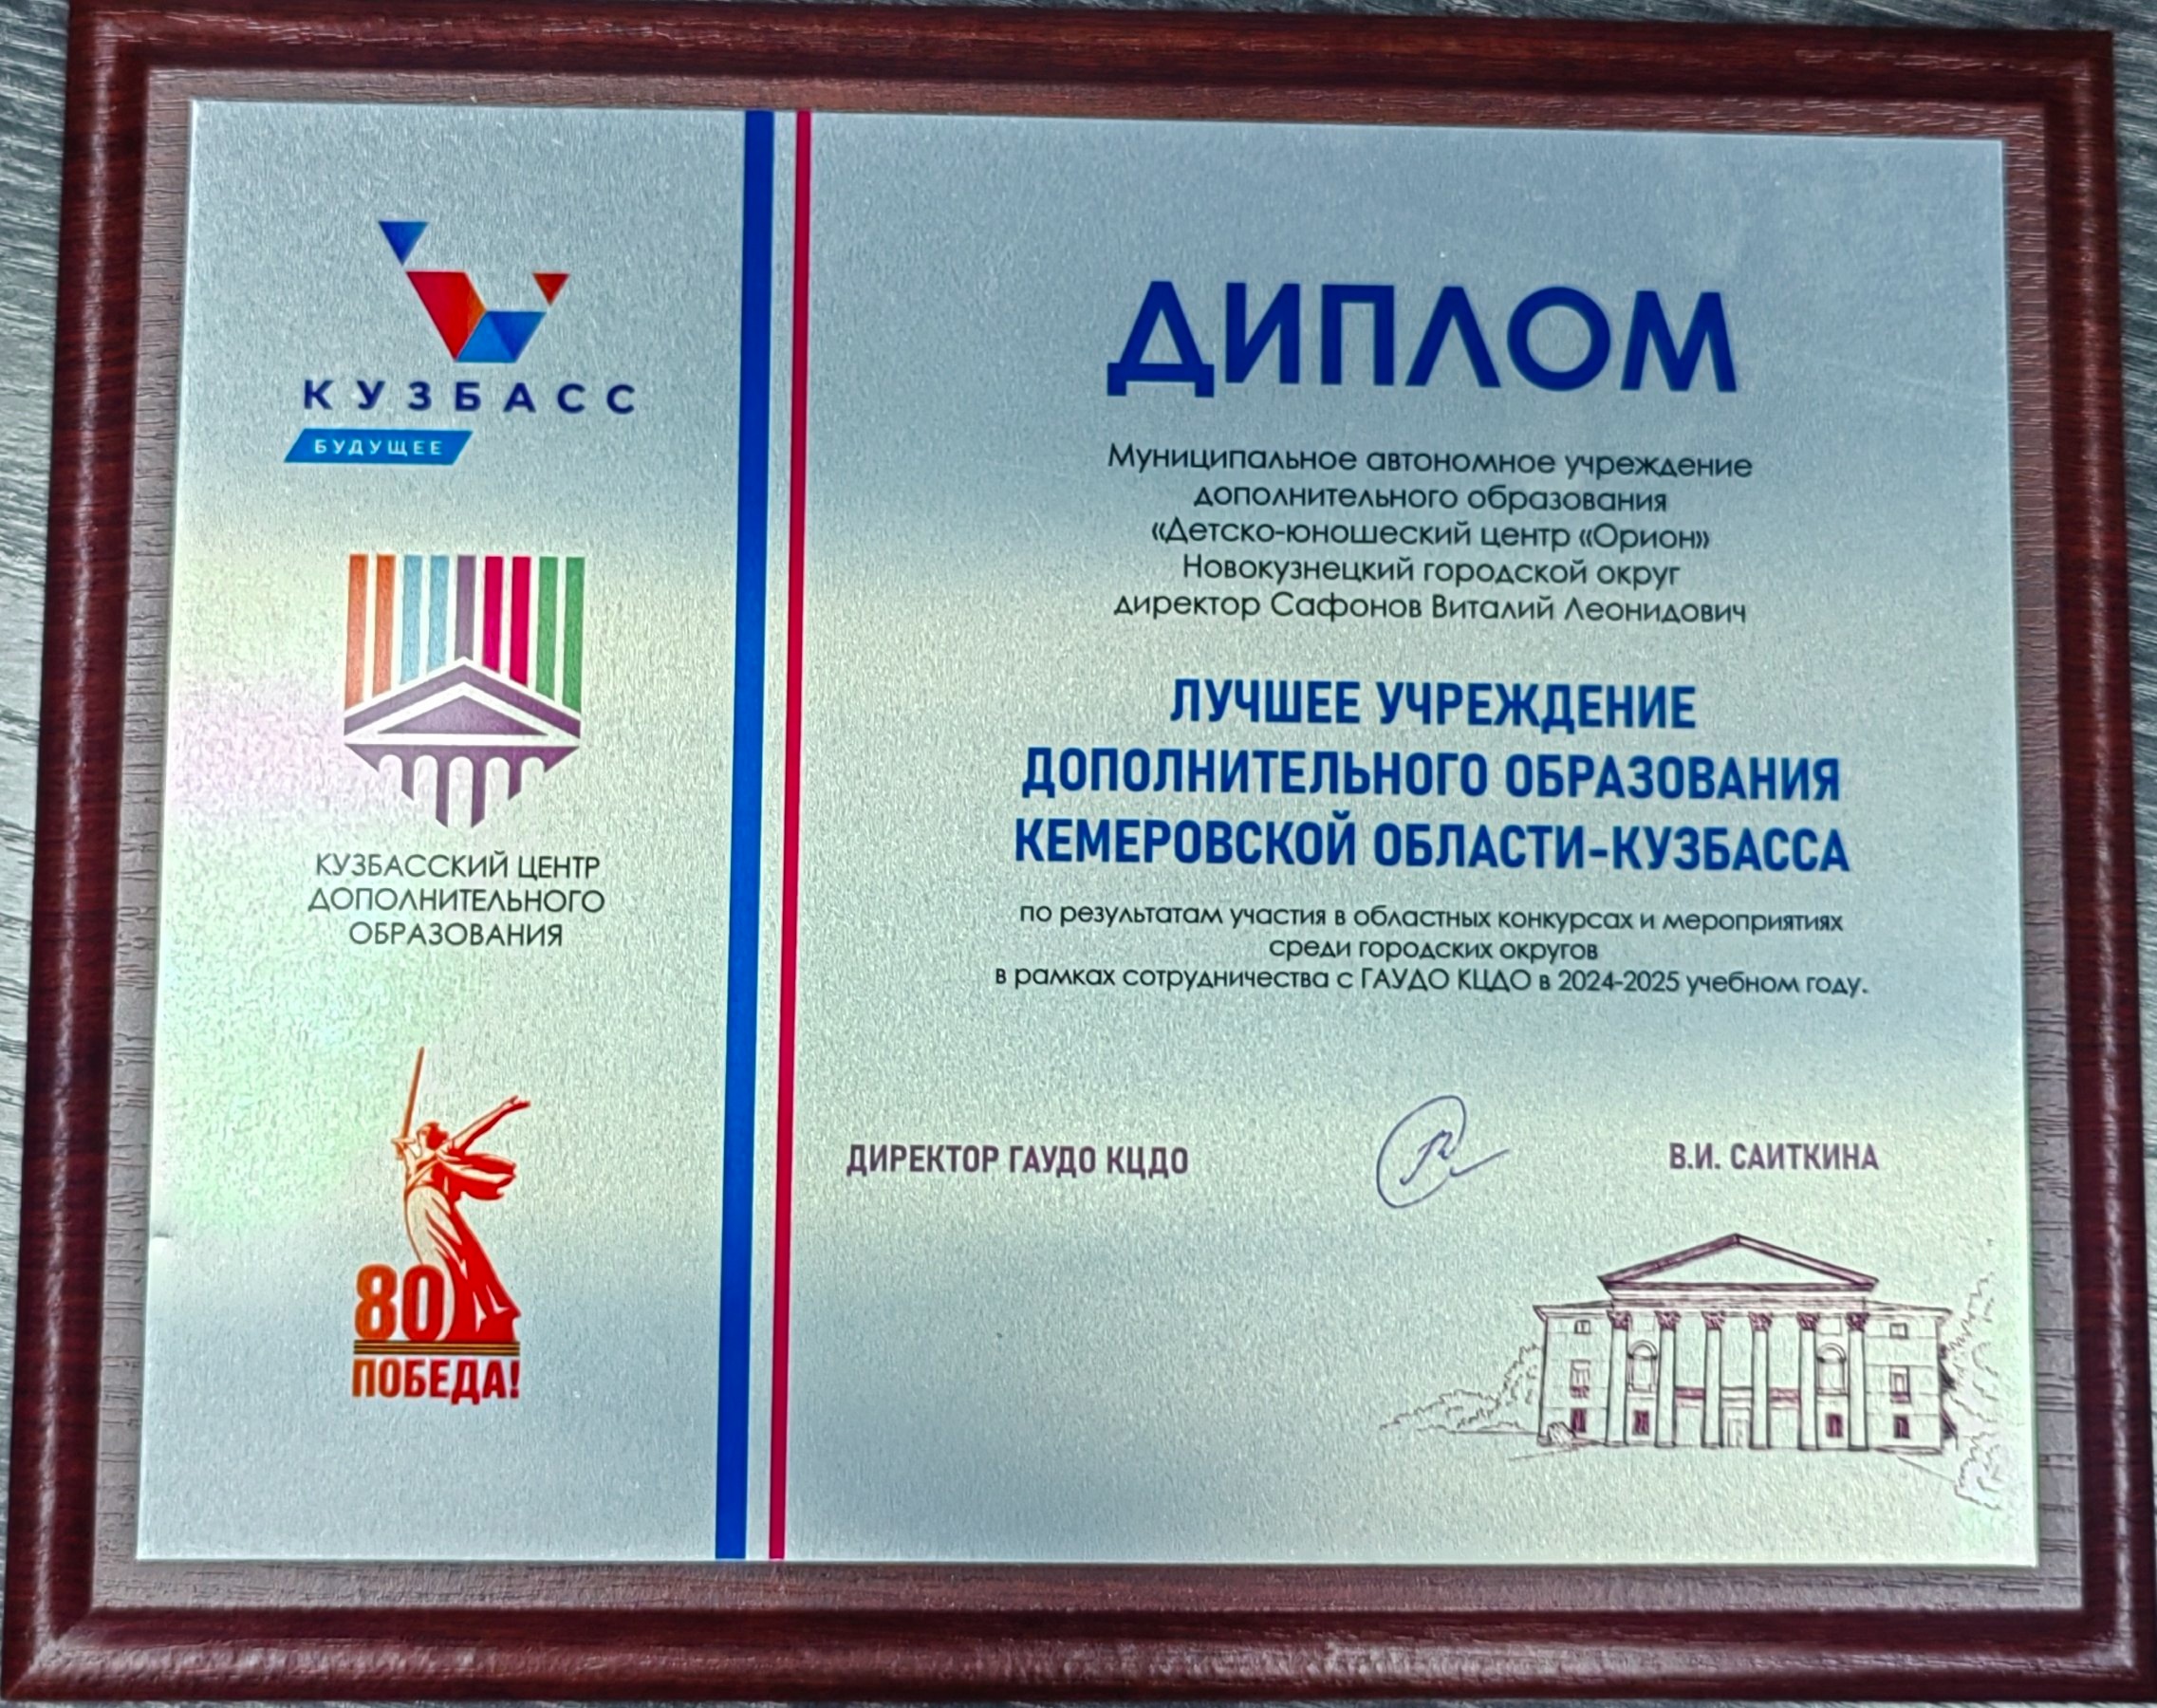 КУЗБАСС
БУДУЩЕЕ
КУЗБАССКИЙ ЦЕНТР
ДОПОЛНИТЕЛЬНОГО
ОБРАЗОВАНИЯ
80
ПОБЕДА!
ДИПЛОМ
Муниципальное автономное учреждение
дополнительного образования
«Детско-юношеский центр «Орион»
Новокузнецкий городской округ
директор Сафонов Виталий Леонидович
ЛУЧШЕЕ УЧРЕЖДЕНИЕ
ДОПОЛНИТЕЛЬНОГО ОБРАЗОВАНИЯ
КЕМЕРОВСКОЙ ОБЛАСТИ-КУЗБАССА
по результатам участия в областных конкурсах и мероприятиях
среди городских округов
в рамках сотрудничества с ГАУДО КЦДО в 2024-2025 учебном году.
ДИРЕКТОР ГАУДО КЦДО В.И. САИТКИНА